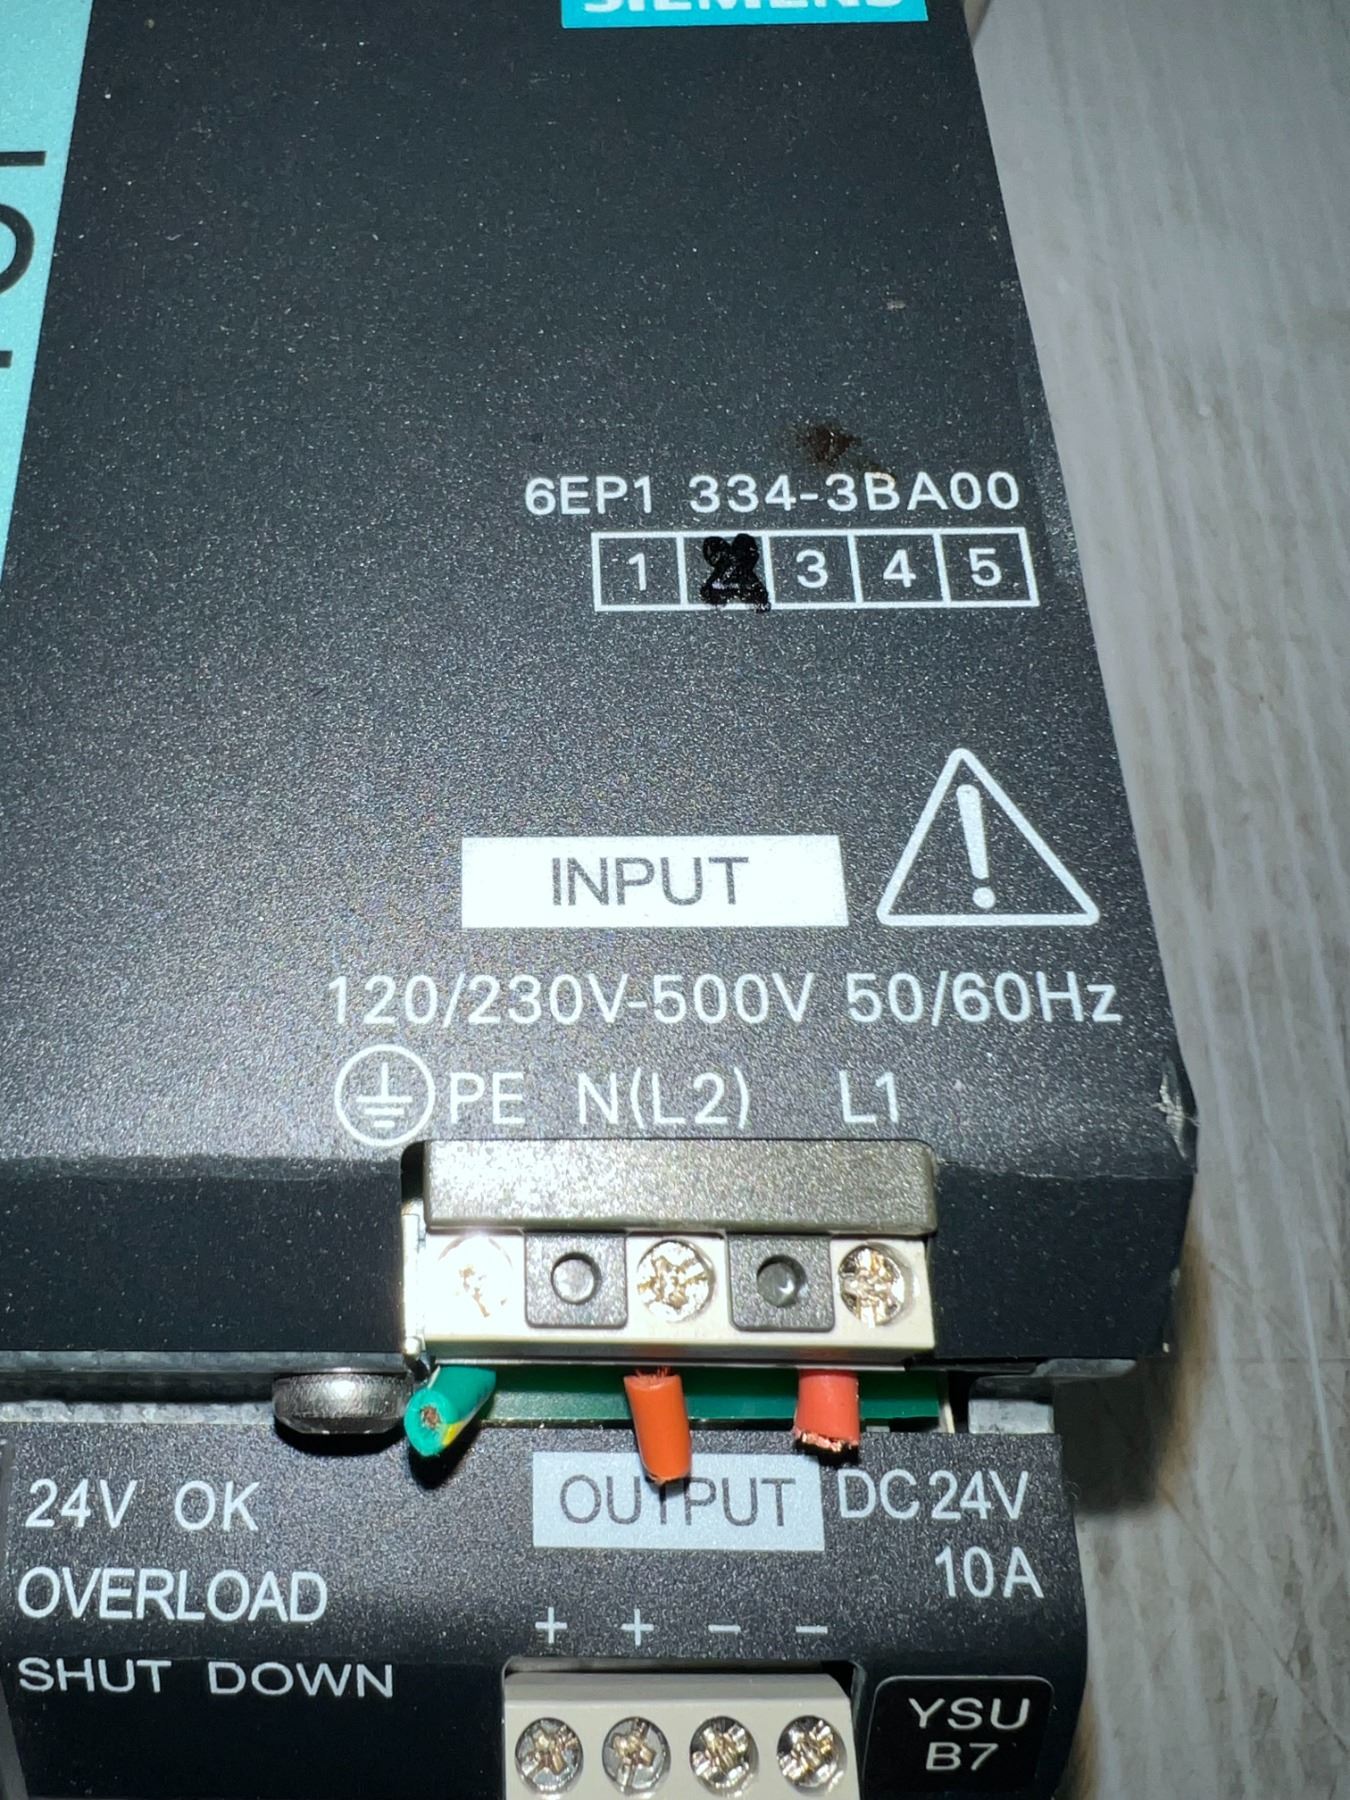 SIEMENS
6EP1 334-3BA00
1 2 3 4 5
INPUT
120/230V-500V 50/60Hz
PE N(L2) L1
24V OK
OUTPUT DC 24V
OVERLOAD
10A
+ + - -
SHUT DOWN
YSU
B7